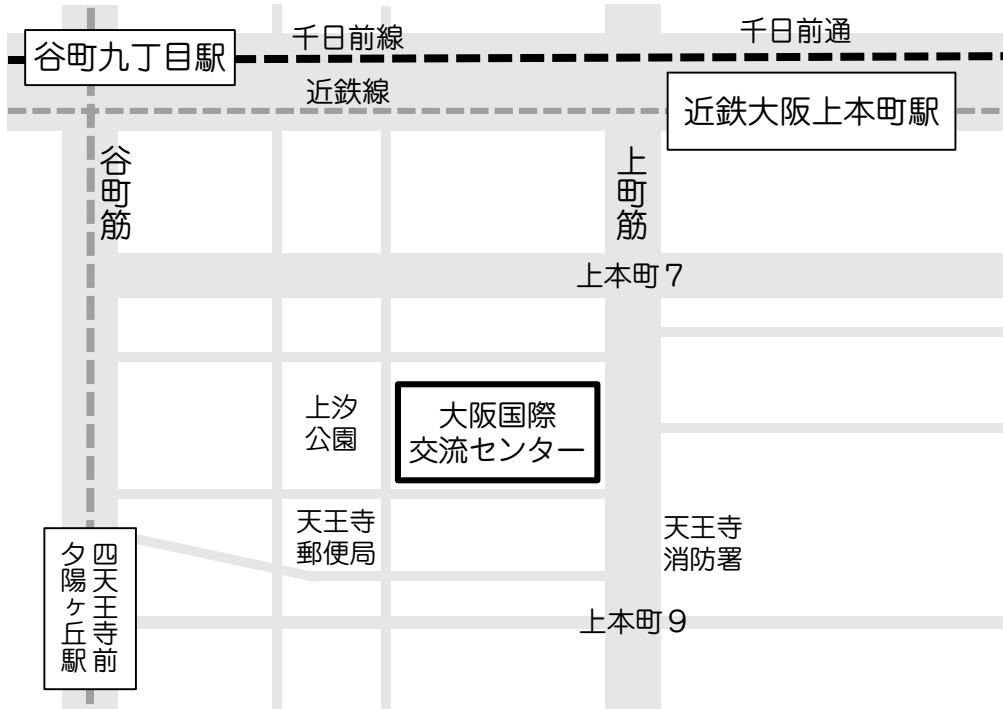 千日前線
千日前通
谷町九丁目駅
近鉄線
近鉄大阪上本町駅
谷町筋
上町筋
上本町７
上汐
公園
大阪国際
交流センター
天王寺
郵便局
天王寺
消防署
四天王寺前
夕陽ヶ丘駅
上本町９